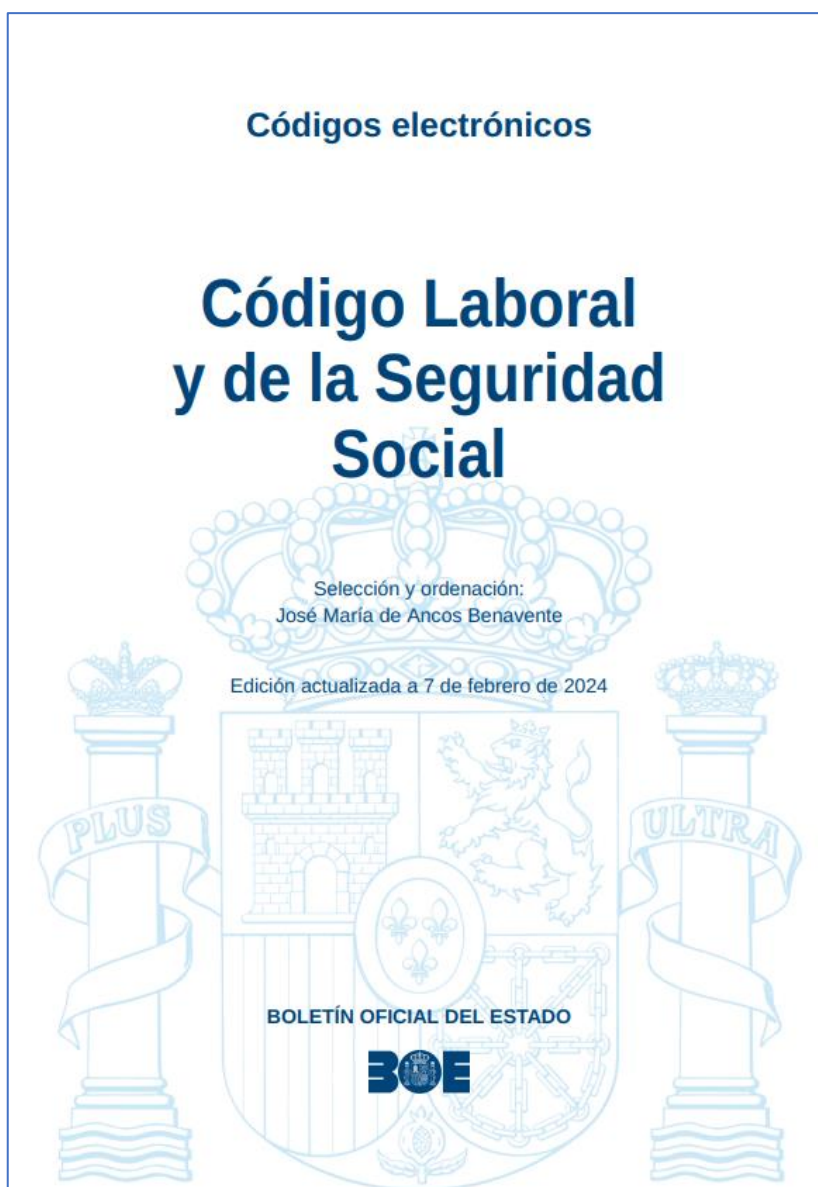 Códigos electrónicos
Código Laboral
y de la Seguridad
Social
Selección y ordenación:
José María de Ancos Benavente
Edición actualizada a 7 de febrero de 2024
PLUS
ULTRA
BOLETÍN OFICIAL DEL ESTADO
BOE